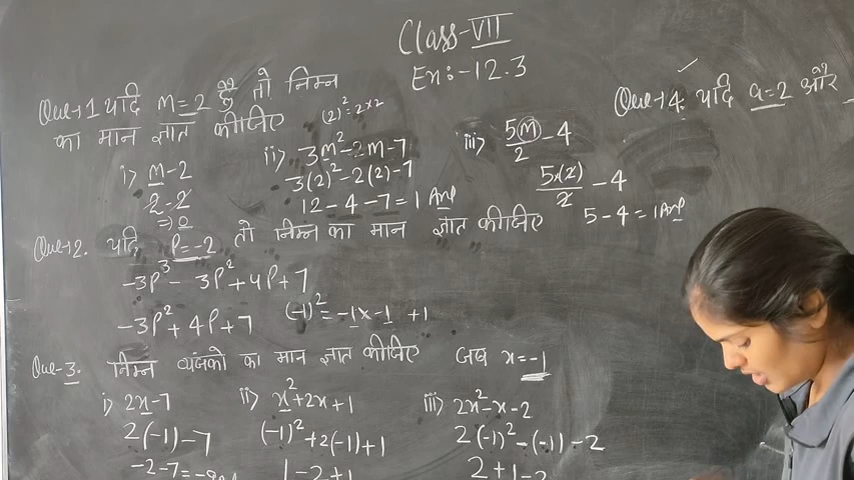 Class-VII
Ex:-12.3
Que→1 यदि m=2 है तो निम्न
का मान ज्ञात कीजिए
(2)²=2×2
i) m-2
2-2
=>0
ii) 3m²-2m-7
3(2)²-2(2)-7
12-4-7=1 Ans
iii) 5(m)/2 -4
5×(2)/2 -4
5-4=1 Ans
Que→2. यदि P=-2 तो निम्न का मान ज्ञात कीजिए
-3P³-3P²+4P+7
-3P²+4P+7
(-1)²=-1x-1 +1
Que-3. निम्न व्यंजको का मान ज्ञात कीजिए जब x=-1
i) 2x-7
2(-1)-7
-2-7=-9
ii) x²+2x+1
(-1)²+2(-1)+1
1-2+1
iii) 2x²-x-2
2(-1)²-(-1)-2
2+1-2
Que→4. यदि a=2 और